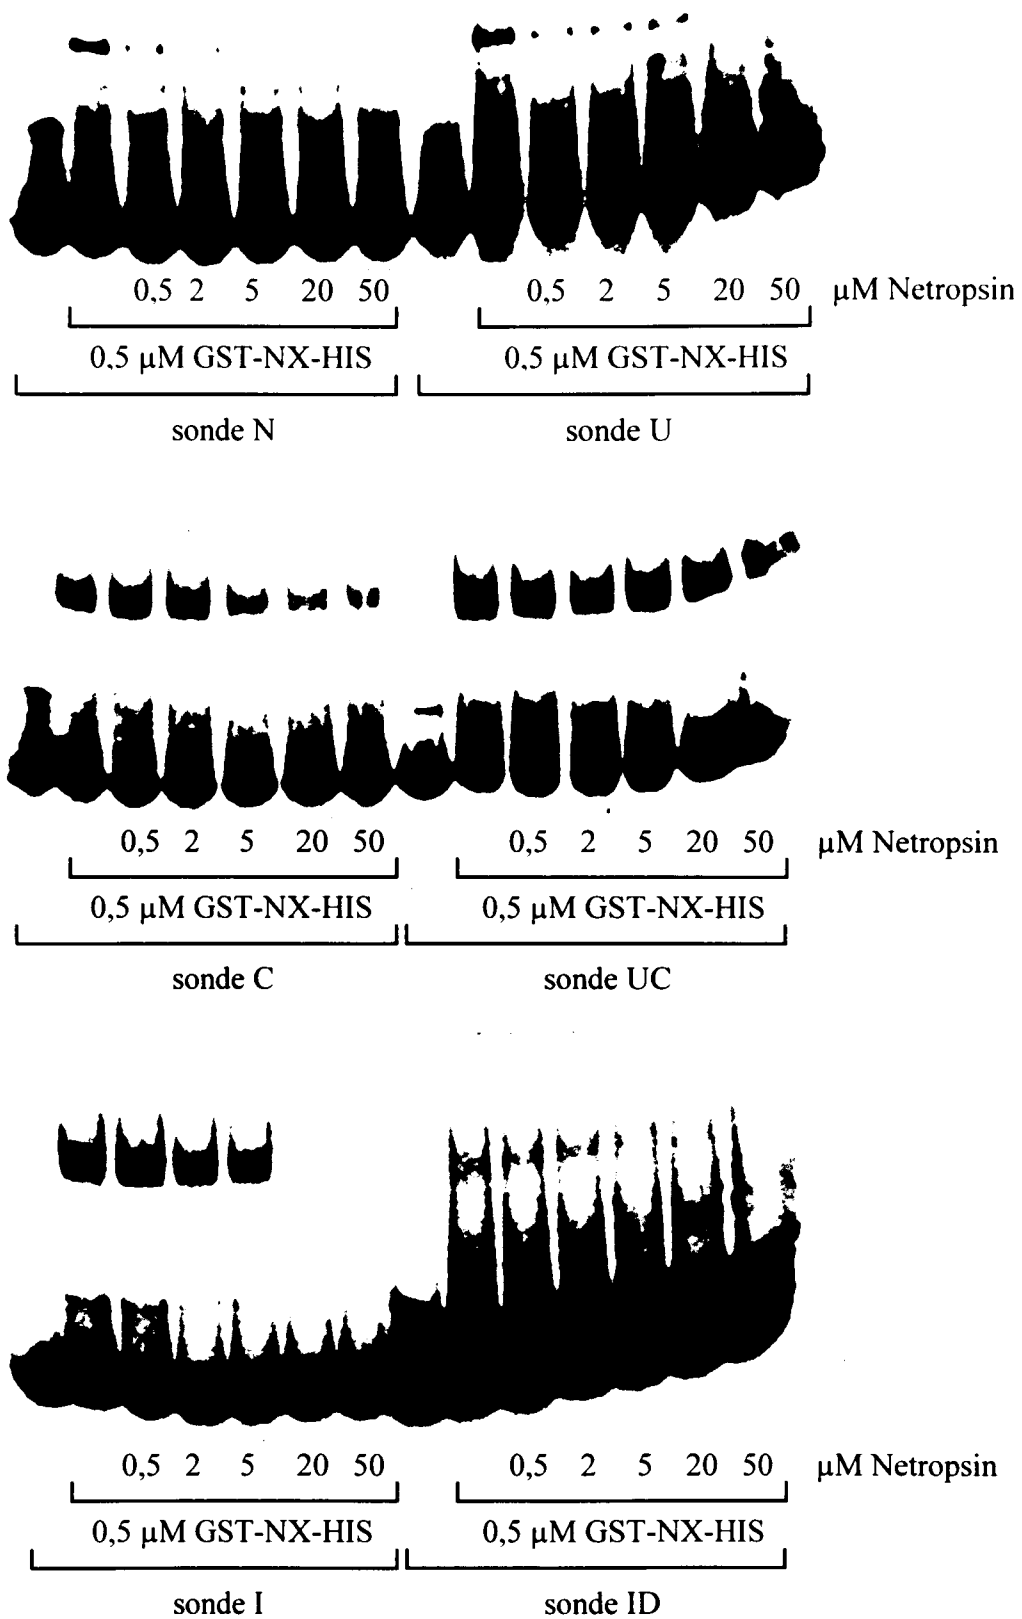 0,5 2 5 20 50 0,5 2 5 20 50 μM Netropsin
0,5 μM GST-NX-HIS 0,5 μM GST-NX-HIS
sonde N sonde U
0,5 2 5 20 50 0,5 2 5 20 50 μM Netropsin
0,5 μM GST-NX-HIS 0,5 μM GST-NX-HIS
sonde C sonde UC
0,5 2 5 20 50 0,5 2 5 20 50 μM Netropsin
0,5 μM GST-NX-HIS 0,5 μM GST-NX-HIS
sonde I sonde ID